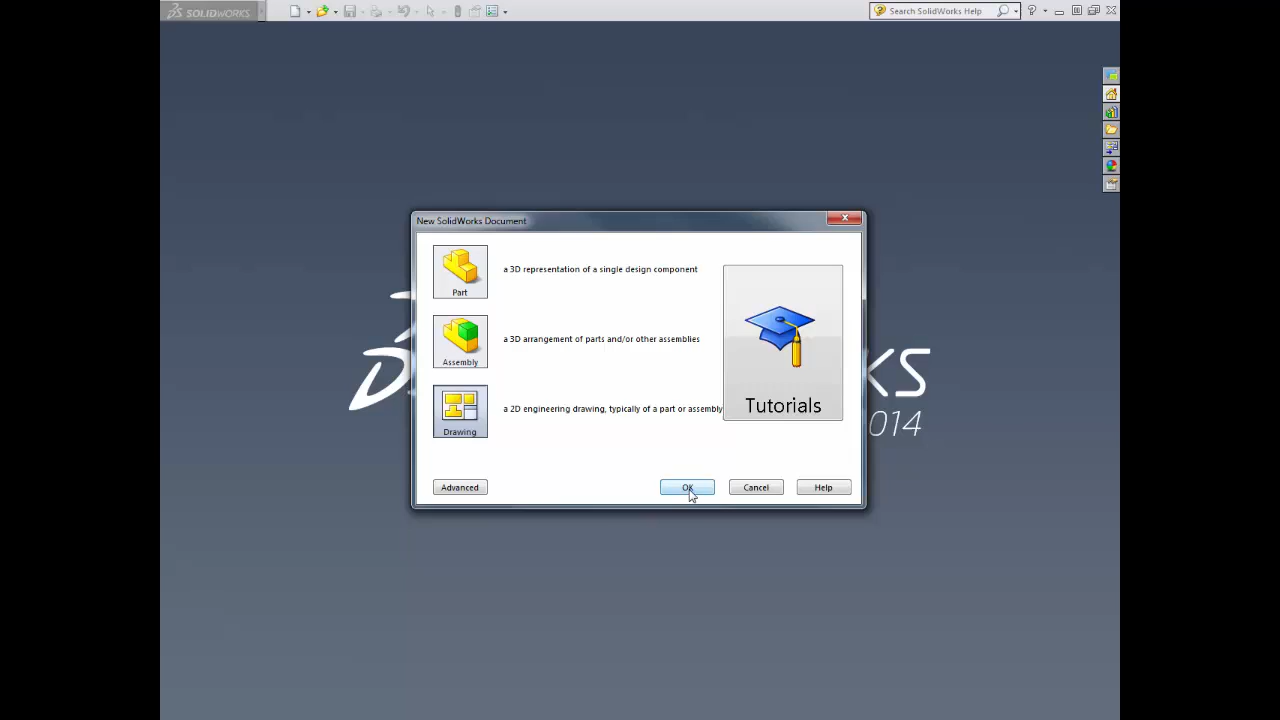 SOLIDWORKS
Search SolidWorks Help
New SolidWorks Document
Part
a 3D representation of a single design component
Assembly
a 3D arrangement of parts and/or other assemblies
Drawing
a 2D engineering drawing, typically of a part or assembly
Tutorials
Advanced
OK
Cancel
Help
KS
014